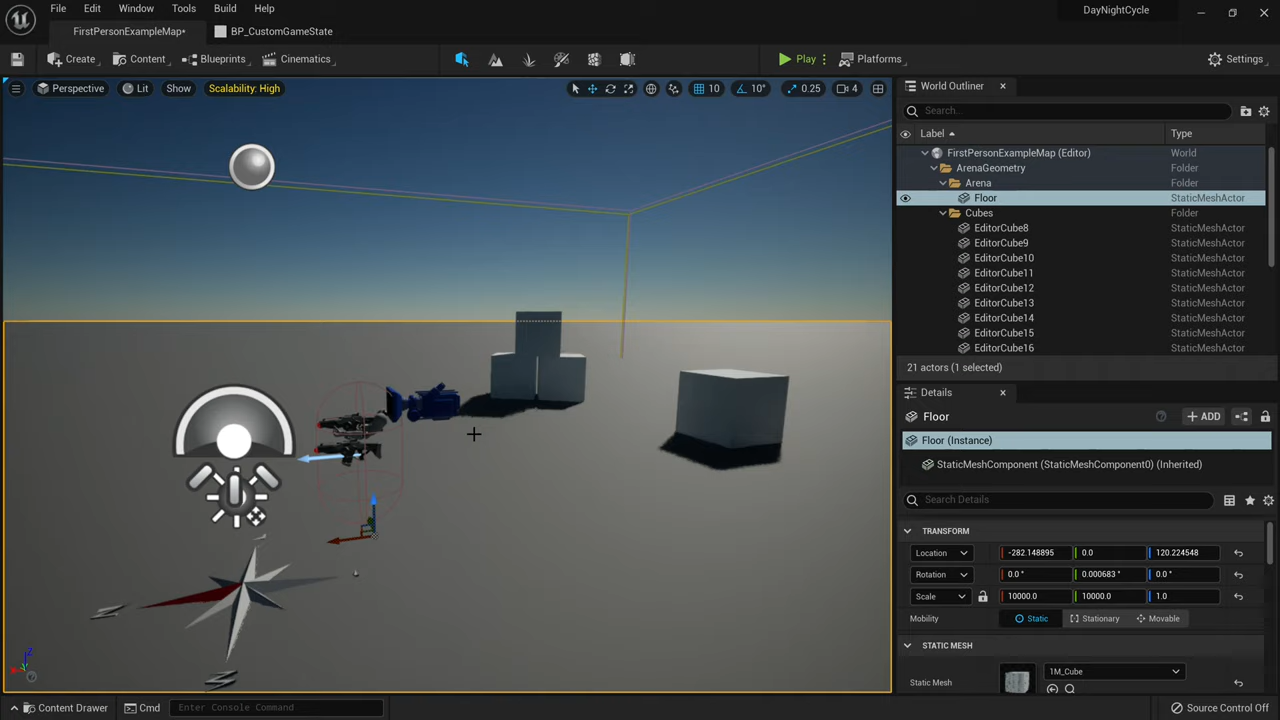 File Edit Window Tools Build Help DayNightCycle
FirstPersonExampleMap* BP_CustomGameState
Create Content Blueprints Cinematics Play Platforms Settings
Perspective Lit Show Scalability: High 10 10° 0.25 4
World Outliner
Search...
Label Type
FirstPersonExampleMap (Editor) World
ArenaGeometry Folder
Arena Folder
Floor StaticMeshActor
Cubes Folder
EditorCube8 StaticMeshActor
EditorCube9 StaticMeshActor
EditorCube10 StaticMeshActor
EditorCube11 StaticMeshActor
EditorCube12 StaticMeshActor
EditorCube13 StaticMeshActor
EditorCube14 StaticMeshActor
EditorCube15 StaticMeshActor
EditorCube16 StaticMeshActor
21 actors (1 selected)
Details
Floor ADD
Floor (Instance)
StaticMeshComponent (StaticMeshComponent0) (Inherited)
Search Details
TRANSFORM
Location -282.148895 0.0 120.224548
Rotation 0.0 ° 0.000683 ° 0.0 °
Scale 10000.0 10000.0 1.0
Mobility Static Stationary Movable
STATIC MESH
Static Mesh 1M_Cube
Content Drawer Cmd Enter Console Command Source Control Off